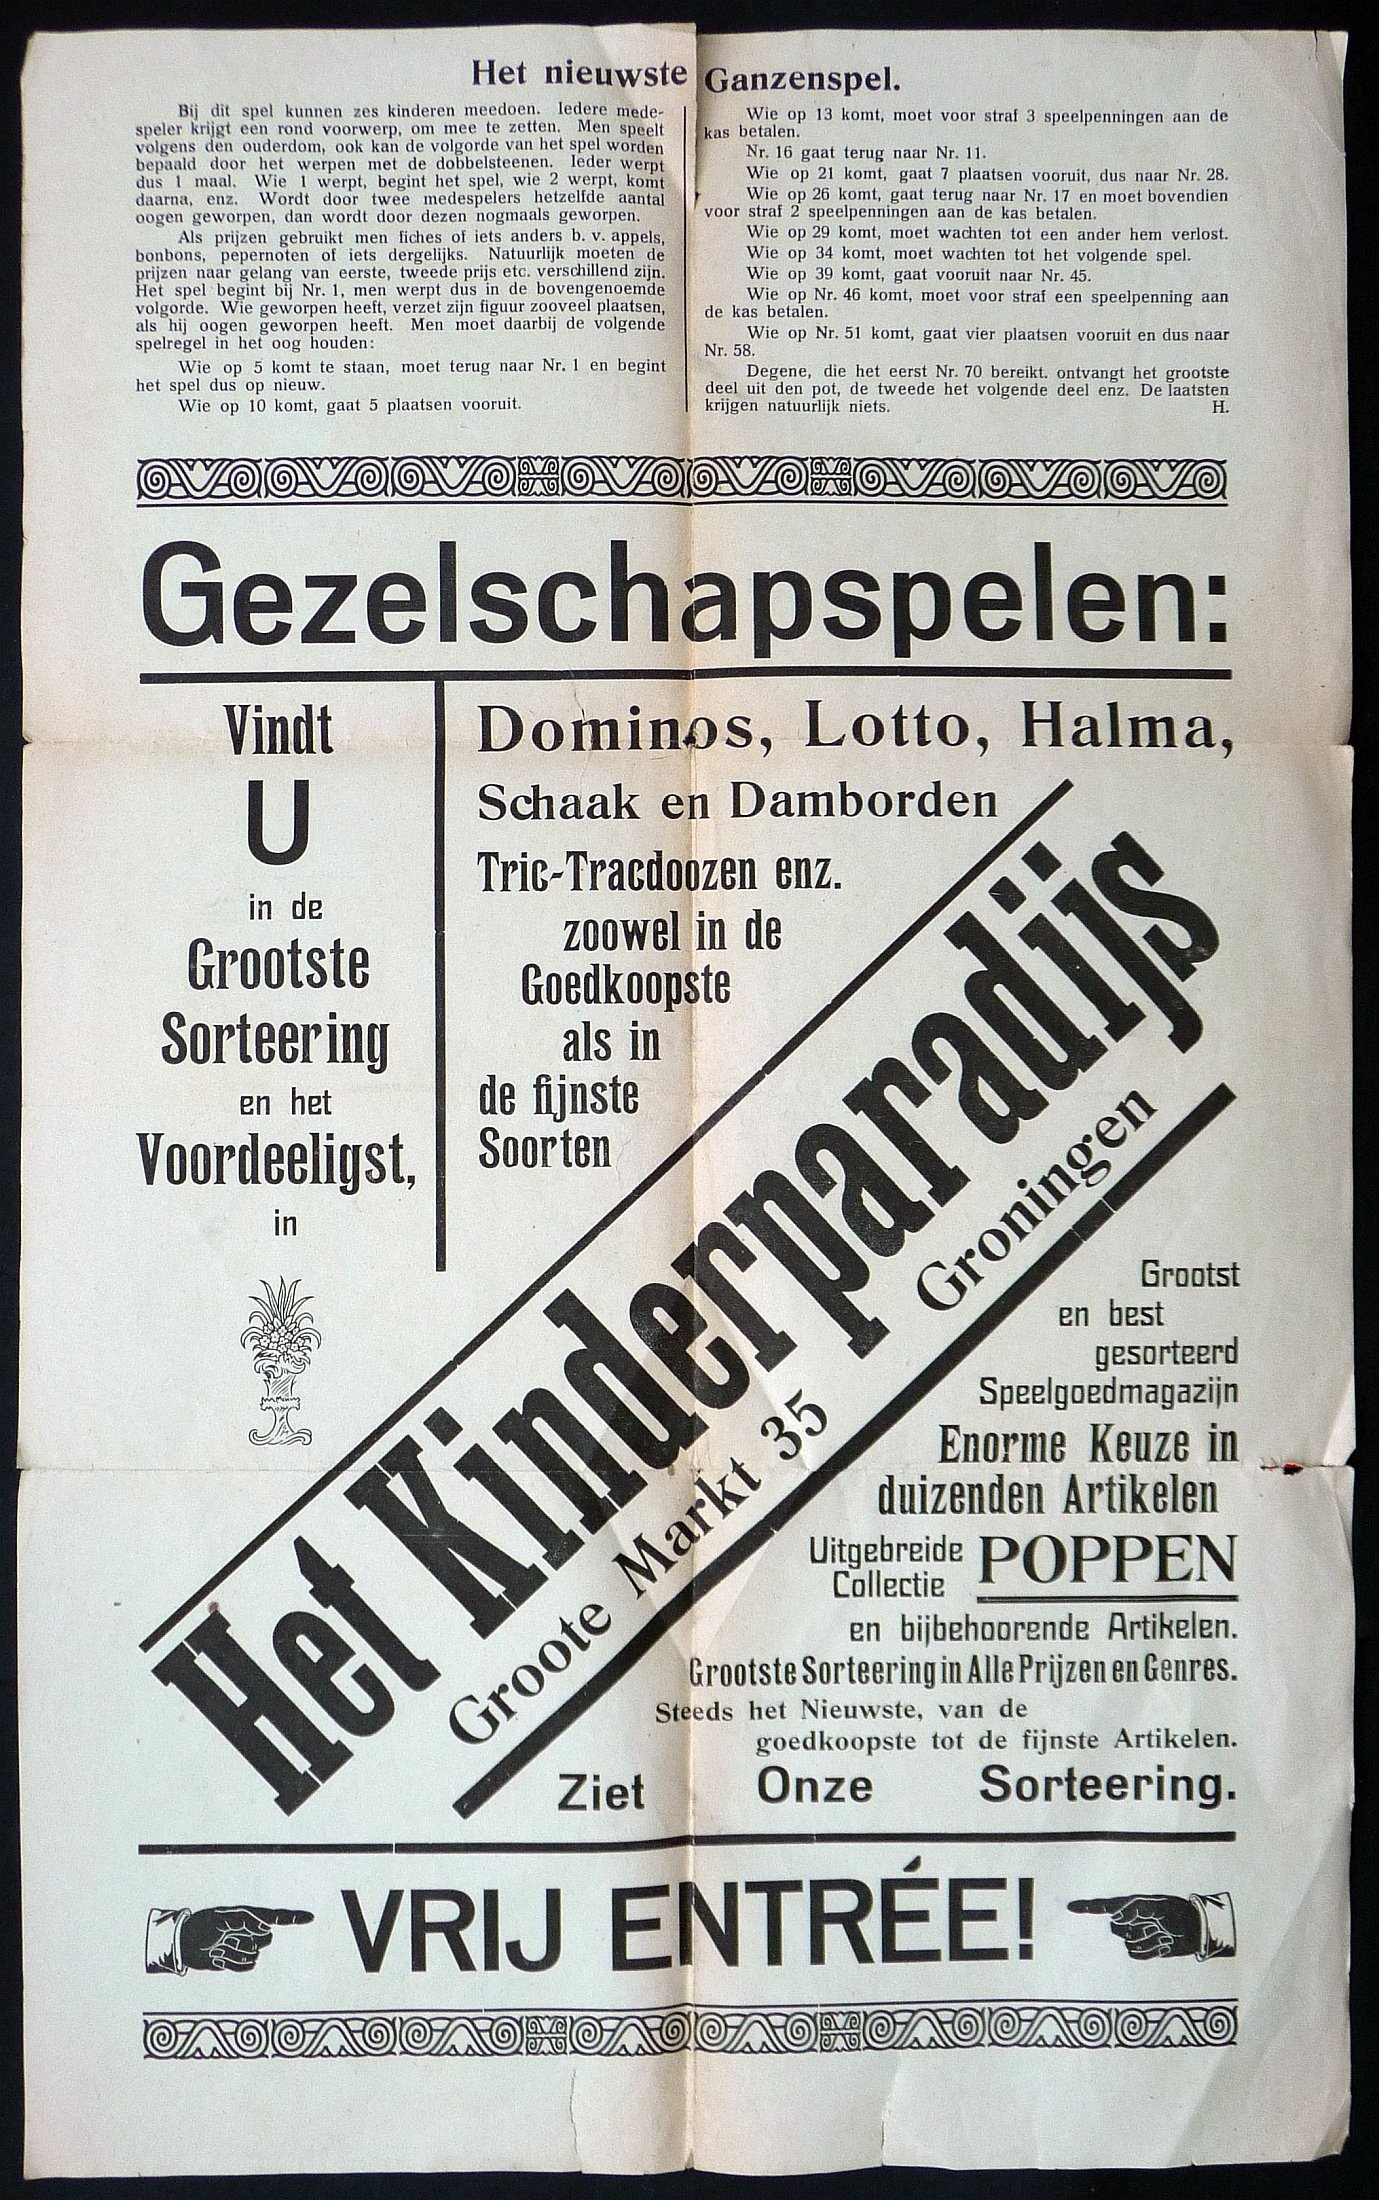 Het nieuwste Ganzenspel.
Bij dit spel kunnen zes kinderen meedoen. Iedere mede-
speler krijgt een rond voorwerp, om mee te zetten. Men speelt
volgens den ouderdom, ook kan de volgorde van het spel worden
bepaald door het werpen met de dobbelsteenen. Ieder werpt
dus 1 maal. Wie 1 werpt, begint het spel, wie 2 werpt, komt
daarna, enz. Wordt door twee medespelers hetzelfde aantal
oogen geworpen, dan wordt door dezen nogmaals geworpen.
Als prijzen gebruikt men fiches of iets anders b. v. appels,
bonbons, pepernoten of iets dergelijks. Natuurlijk moeten de
prijzen naar gelang van eerste, tweede prijs etc. verschillend zijn.
Het spel begint bij Nr. 1, men werpt dus in de bovengenoemde
volgorde. Wie geworpen heeft, verzet zijn figuur zooveel plaatsen,
als hij oogen geworpen heeft. Men moet daarbij de volgende
spelregel in het oog houden:
Wie op 5 komt te staan, moet terug naar Nr. 1 en begint
het spel dus op nieuw.
Wie op 10 komt, gaat 5 plaatsen vooruit.
Wie op 13 komt, moet voor straf 3 speelpenningen aan de
kas betalen.
Nr. 16 gaat terug naar Nr. 11.
Wie op 21 komt, gaat 7 plaatsen vooruit, dus naar Nr. 28.
Wie op 26 komt, gaat terug naar Nr. 17 en moet bovendien
voor straf 2 speelpenningen aan de kas betalen.
Wie op 29 komt, moet wachten tot een ander hem verlost.
Wie op 34 komt, moet wachten tot het volgende spel.
Wie op 39 komt, gaat vooruit naar Nr. 45.
Wie op Nr. 46 komt, moet voor straf een speelpenning aan
de kas betalen.
Wie op Nr. 51 komt, gaat vier plaatsen vooruit en dus naar
Nr. 58.
Degene, die het eerst Nr. 70 bereikt. ontvangt het grootste
deel uit den pot, de tweede het volgende deel enz. De laatsten
krijgen natuurlijk niets. H.
Gezelschapspelen:
Vindt
U
in de
Grootste
Sorteering
en het
Voordeeligst,
in
Dominos, Lotto, Halma,
Schaak en Damborden
Tric-Tracdoozen enz.
zoowel in de
Goedkoopste
als in
de fijnste
Soorten
Het Kinderparadijs
Groote Markt 35 Groningen
Grootst
en best
gesorteerd
Speelgoedmagazijn
Enorme Keuze in
duizenden Artikelen
Uitgebreide
Collectie POPPEN
en bijbehoorende Artikelen.
Grootste Sorteering in Alle Prijzen en Genres.
Steeds het Nieuwste, van de
goedkoopste tot de fijnste Artikelen.
Ziet Onze Sorteering.
VRIJ ENTRÉE!